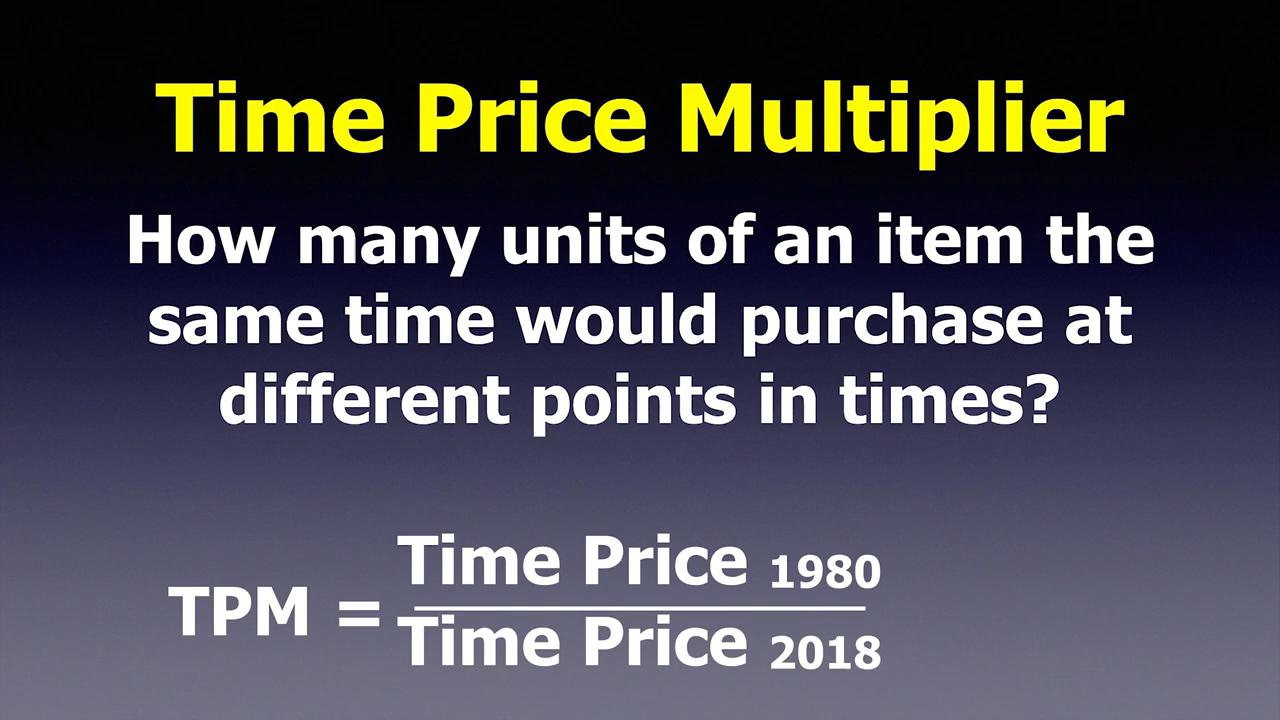 Time Price Multiplier
How many units of an item the
same time would purchase at
different points in times?
Time Price 1980
TPM =
Time Price 2018